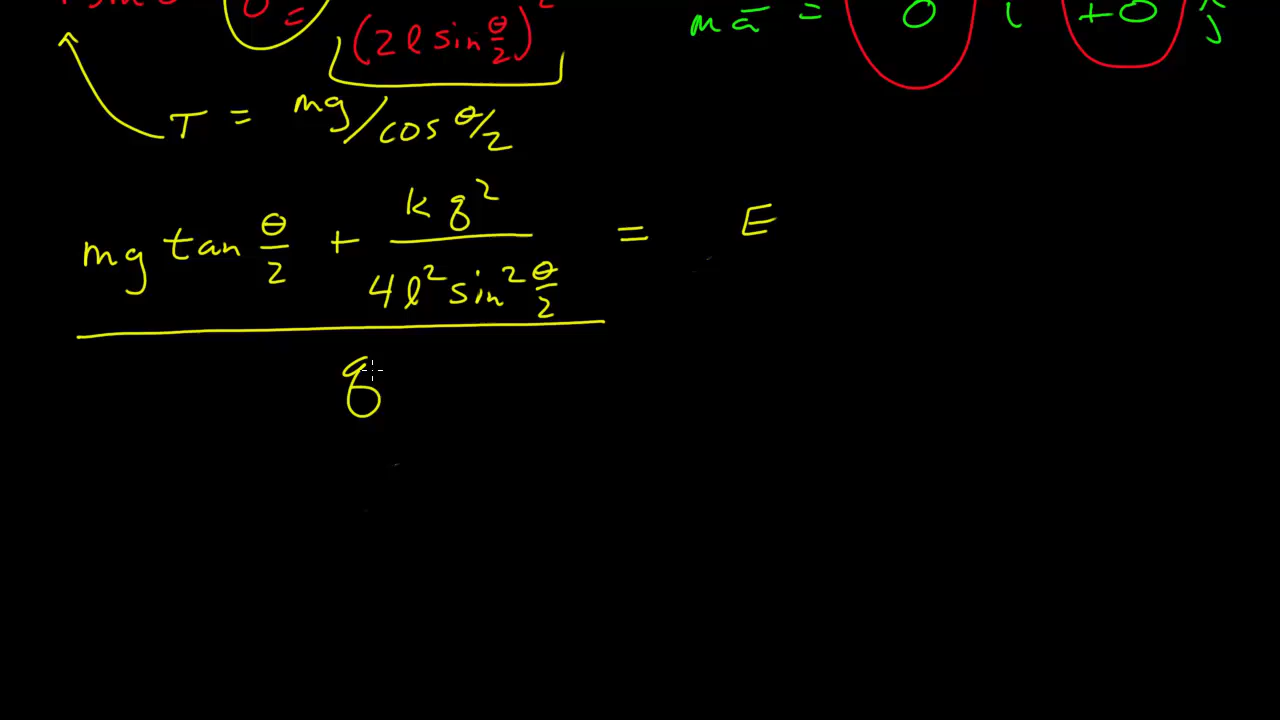 (2l sin θ/2)²
ma̅ = 0 i + 0 ĵ
T = mg/cos θ/2
mg tan θ/2 + kq²/4l² sin² θ/2 = E
q